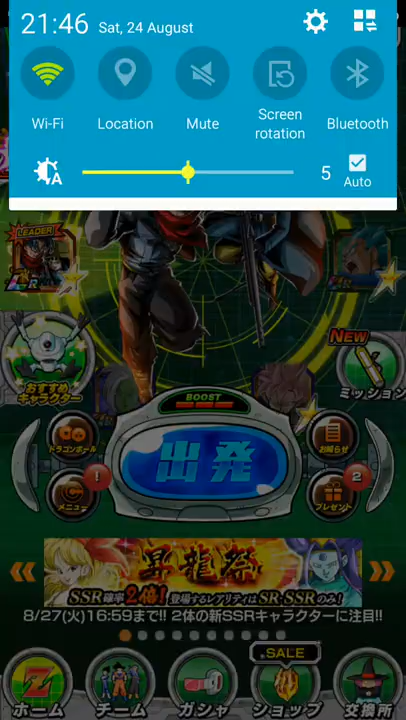 21:46 Sat, 24 August
Wi-Fi
Location
Mute
Screen
rotation
Bluetooth
A
5
Auto
LEADER
NEW
おすすめ
キャラクター
ミッション
BOOST
ドラゴンボール
出発
お知らせ
!
メニュー
2
プレゼント
昇龍祭
SSR確率2倍! 登場するレアリティはSR・SSRのみ!
8/27(火)16:59まで!! 2体の新SSRキャラクターに注目!!
SALE
Z
ホーム
チーム
ガシャ
ショップ
交換所